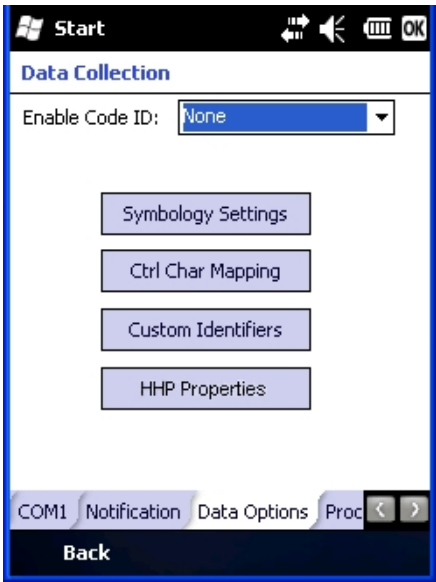 Start OK
Data Collection
Enable Code ID: None
Symbology Settings
Ctrl Char Mapping
Custom Identifiers
HHP Properties
COM1 Notification Data Options Proc
Back